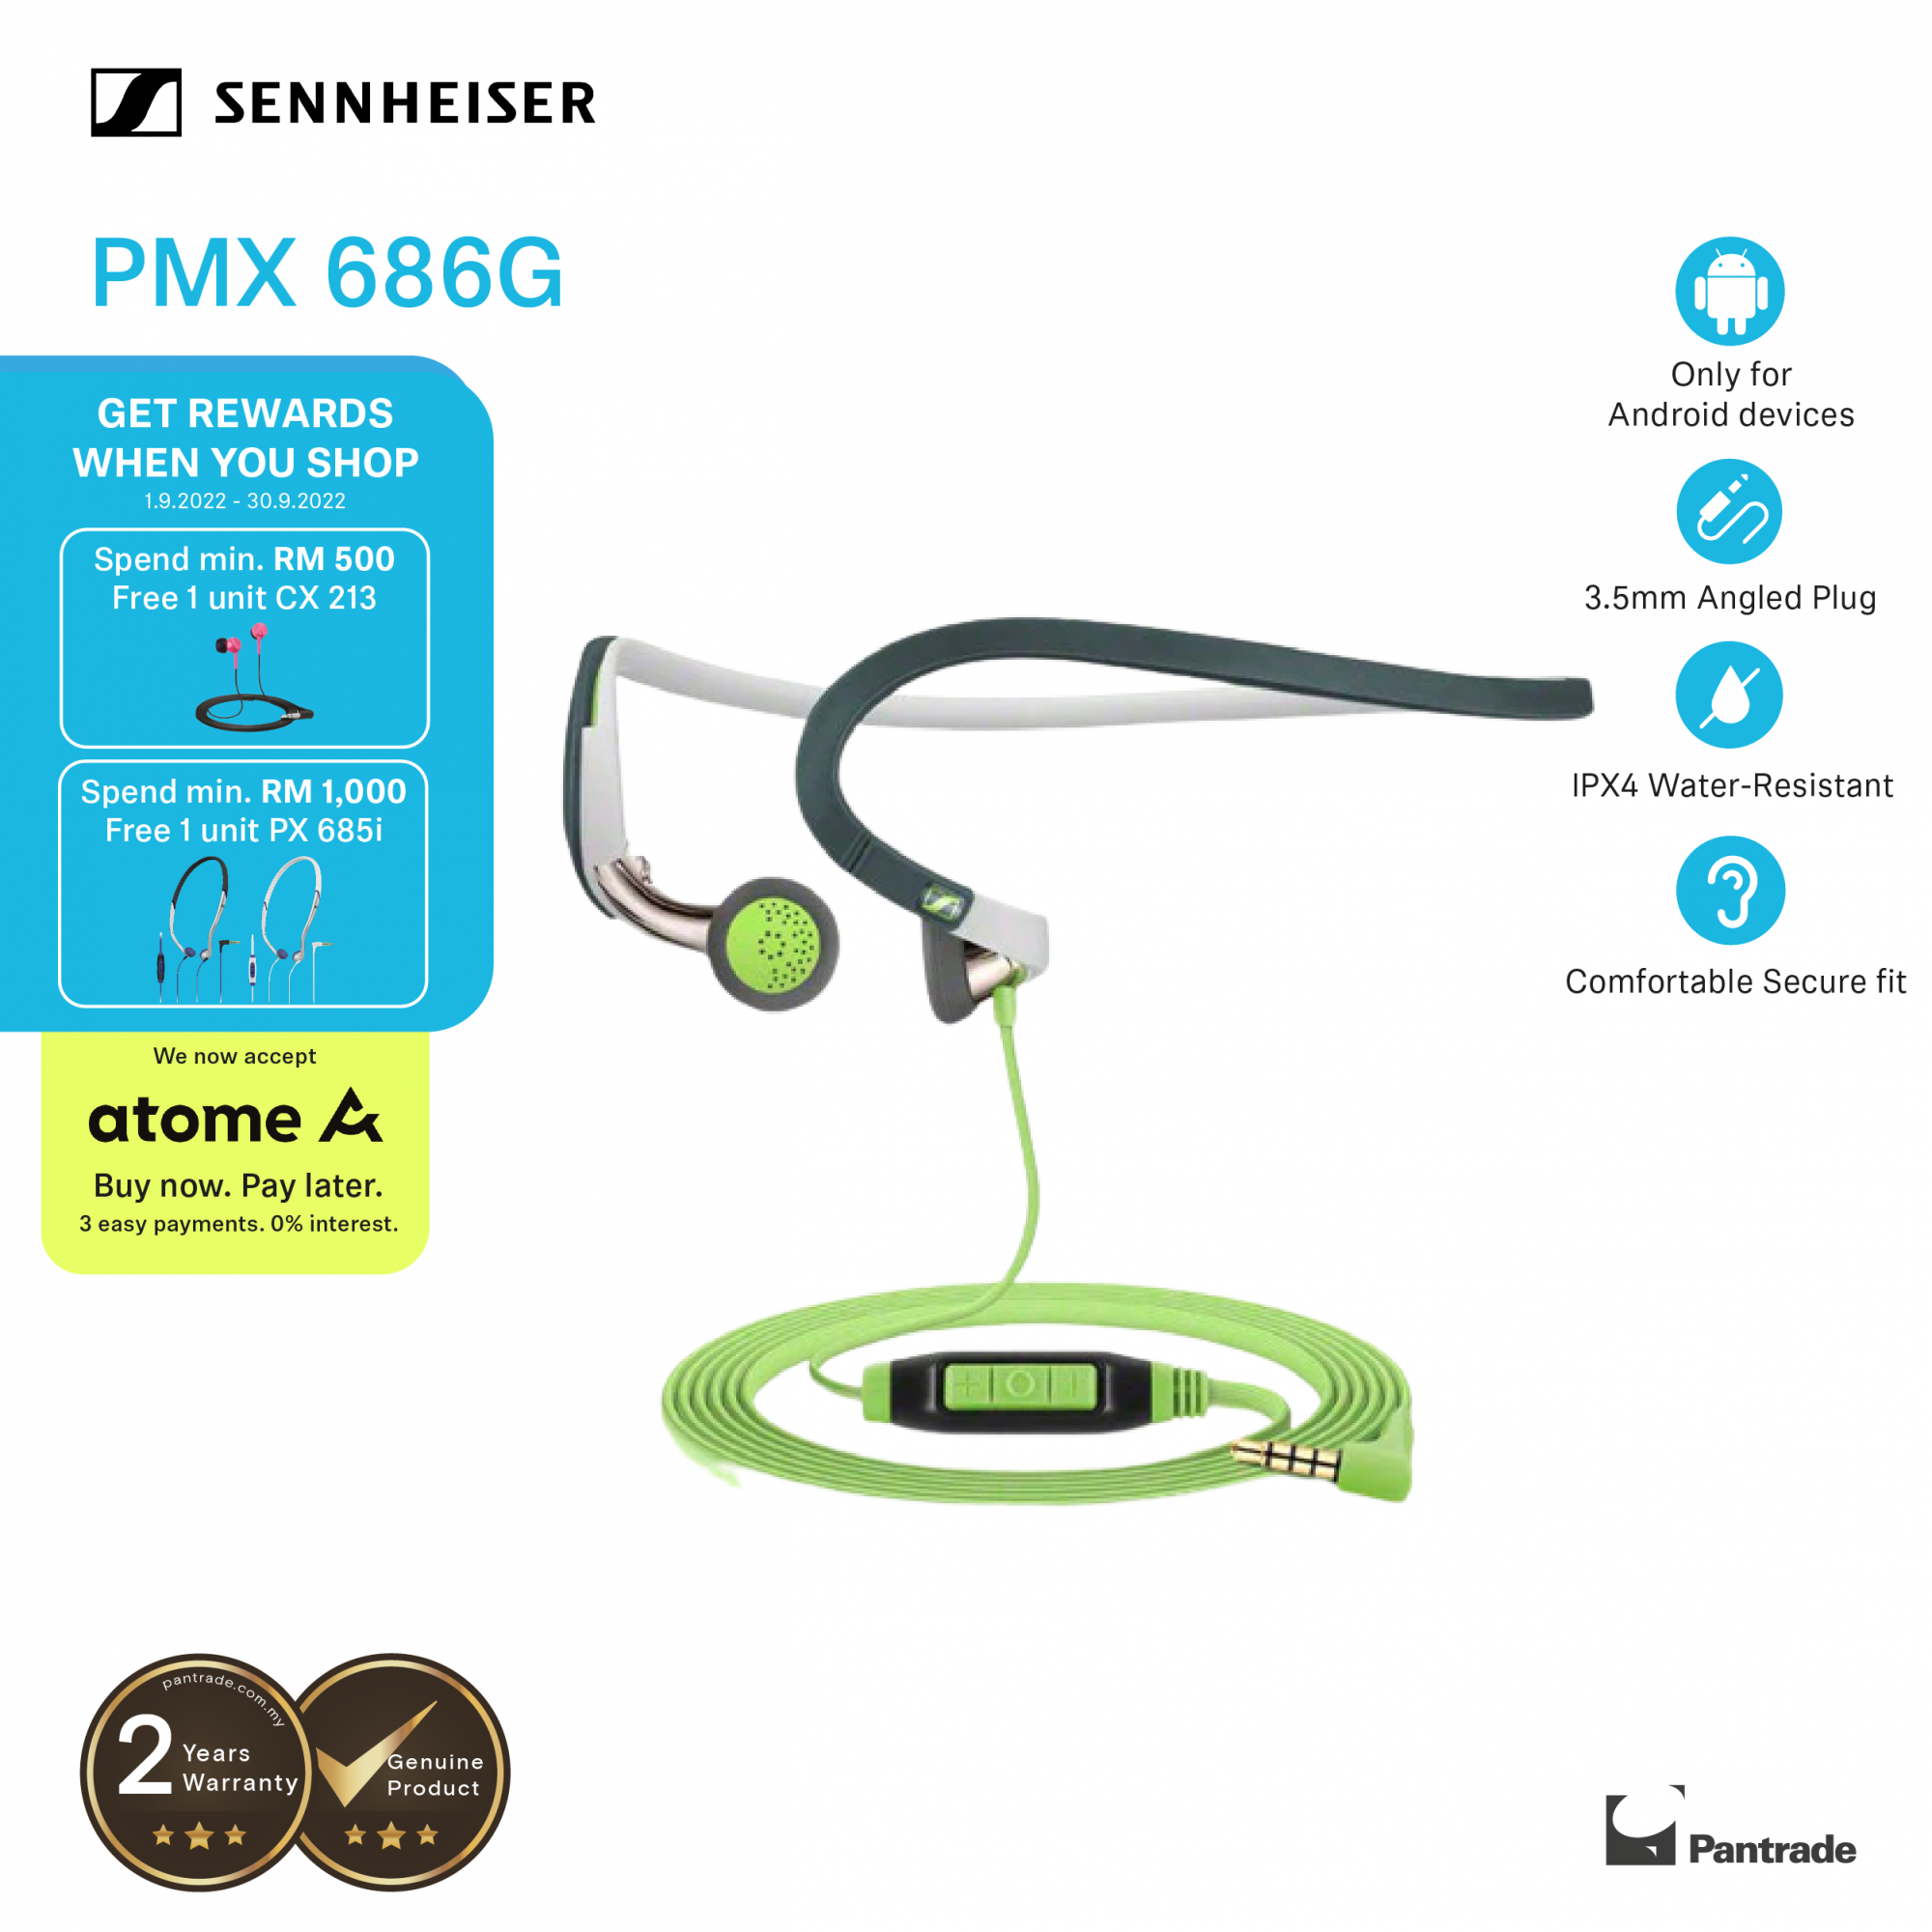 SENNHEISER
PMX 686G
GET REWARDS
WHEN YOU SHOP
1.9.2022 - 30.9.2022
Spend min. RM 500
Free 1 unit CX 213
Spend min. RM 1,000
Free 1 unit PX 685i
We now accept
atome
Buy now. Pay later.
3 easy payments. 0% interest.
Only for
Android devices
3.5mm Angled Plug
IPX4 Water-Resistant
Comfortable Secure fit
pantrade.com.my
2 Years
Warranty
Genuine
Product
Pantrade